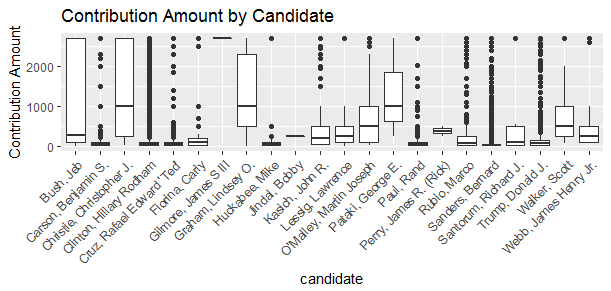 Contribution Amount by Candidate
Contribution Amount
2000
1000
0
Bush, Jeb
Carson, Benjamin S.
Christie, Christopher J.
Clinton, Hillary Rodham
Cruz, Rafael Edward 'Ted'
Fiorina, Carly
Gilmore, James S III
Graham, Lindsey O.
Huckabee, Mike
Jindal, Bobby
Kasich, John R.
Lessig, Lawrence
O'Malley, Martin Joseph
Pataki, George E.
Paul, Rand
Perry, James R. (Rick)
Rubio, Marco
Sanders, Bernard
Santorum, Richard J.
Trump, Donald J.
Walker, Scott
Webb, James Henry Jr.
candidate